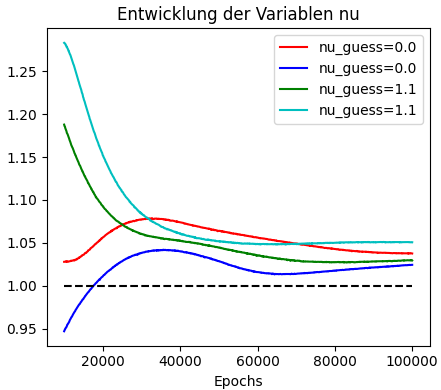 Entwicklung der Variablen nu
nu_guess=0.0
nu_guess=0.0
nu_guess=1.1
nu_guess=1.1
1.25
1.20
1.15
1.10
1.05
1.00
0.95
20000 40000 60000 80000 100000
Epochs